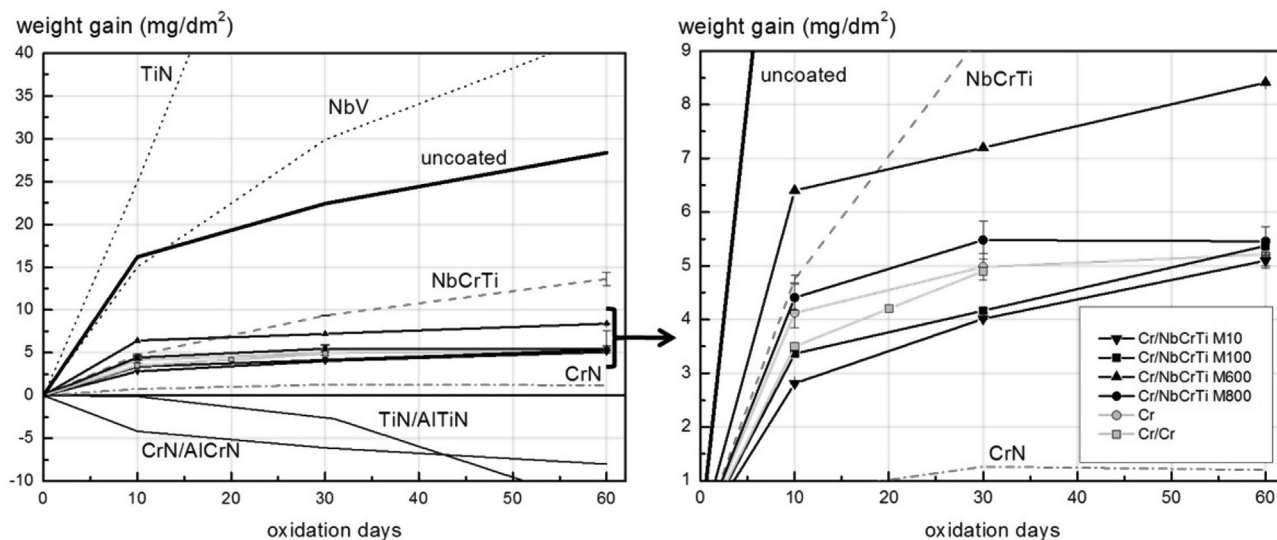 weight gain (mg/dm²)
40
35
30
25
20
15
10
5
0
-5
-10
0 10 20 30 40 50 60
oxidation days
TiN
NbV
uncoated
NbCrTi
CrN
TiN/AlTiN
CrN/AlCrN
weight gain (mg/dm²)
9
8
7
6
5
4
3
2
1
0 10 20 30 40 50 60
oxidation days
uncoated
NbCrTi
CrN
Cr/NbCrTi M10
Cr/NbCrTi M100
Cr/NbCrTi M600
Cr/NbCrTi M800
Cr
Cr/Cr